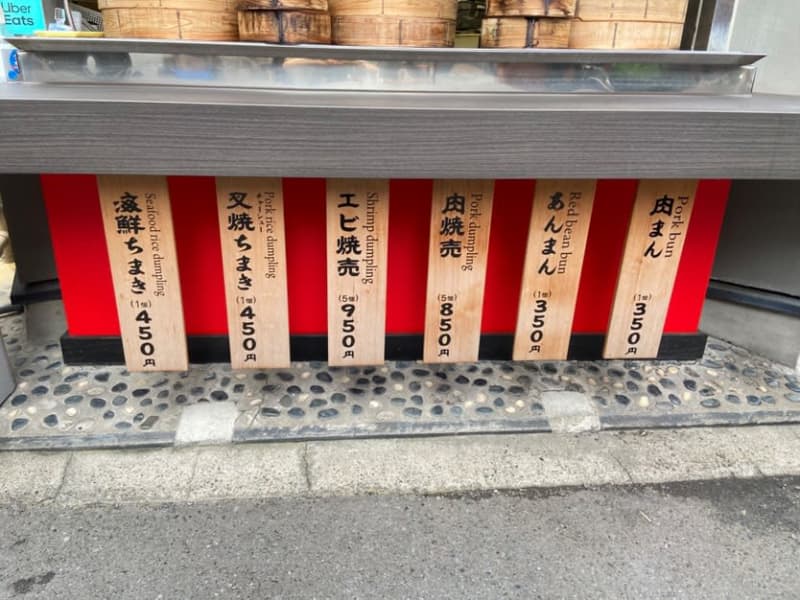 Uber
Eats
肉まん
Pork bun
(1個)
350円
あんまん
Red bean bun
(1個)
350円
肉焼売
Pork dumpling
(5個)
850円
エビ焼売
Shrimp dumpling
(5個)
950円
叉焼ちまき
チャーシュー
Pork rice dumpling
(1個)
450円
海鮮ちまき
Seafood rice dumpling
(1個)
450円